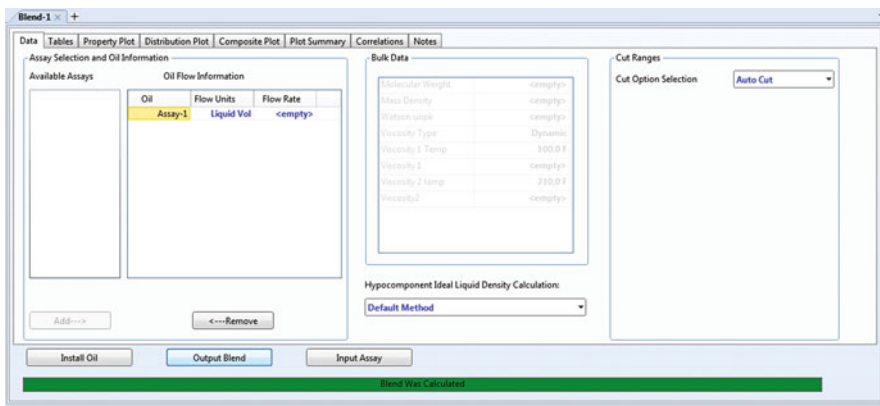 Blend-1 × +
Data Tables Property Plot Distribution Plot Composite Plot Plot Summary Correlations Notes
Assay Selection and Oil Information
Available Assays Oil Flow Information
Oil Flow Units Flow Rate
Assay-1 Liquid Vol <empty>
Add---> <---Remove
Bulk Data
Molecular Weight <empty>
Mass Density <empty>
Watson uopk <empty>
Viscosity Type Dynamic
Viscosity 1 Temp 100.0 F
Viscosity 1 <empty>
Viscosity 2 temp 210.0 F
Viscosity2 <empty>
Hypocomponent Ideal Liquid Density Calculation:
Default Method
Cut Ranges
Cut Option Selection Auto Cut
Install Oil Output Blend Input Assay
Blend Was Calculated